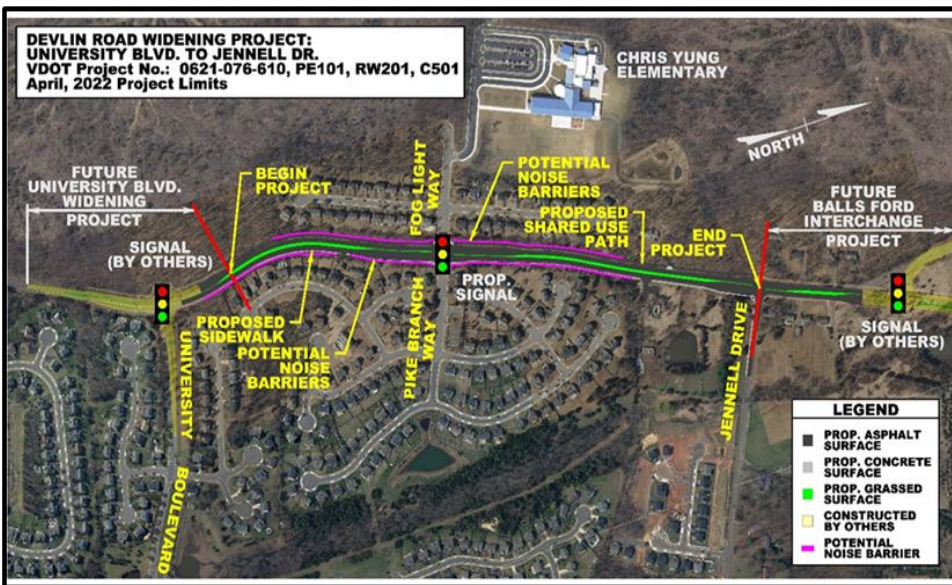 DEVLIN ROAD WIDENING PROJECT:
UNIVERSITY BLVD. TO JENNELL DR.
VDOT Project No.: 0621-076-610, PE101, RW201, C501
April, 2022 Project Limits
CHRIS YUNG
ELEMENTARY
NORTH
FUTURE
UNIVERSITY BLVD.
WIDENING
PROJECT
BEGIN
PROJECT
FOG LIGHT
WAY
POTENTIAL
NOISE
BARRIERS
PROPOSED
SHARED USE
PATH
END
PROJECT
FUTURE
BALLS FORD
INTERCHANGE
PROJECT
SIGNAL
(BY OTHERS)
PROP.
SIGNAL
PROPOSED
SIDEWALK
POTENTIAL
NOISE
BARRIERS
PIKE BRANCH
WAY
SIGNAL
(BY OTHERS)
UNIVERSITY
BOULEVARD
JENNELL DRIVE
LEGEND
PROP. ASPHALT
SURFACE
PROP. CONCRETE
SURFACE
PROP. GRASSED
SURFACE
CONSTRUCTED
BY OTHERS
POTENTIAL
NOISE BARRIER